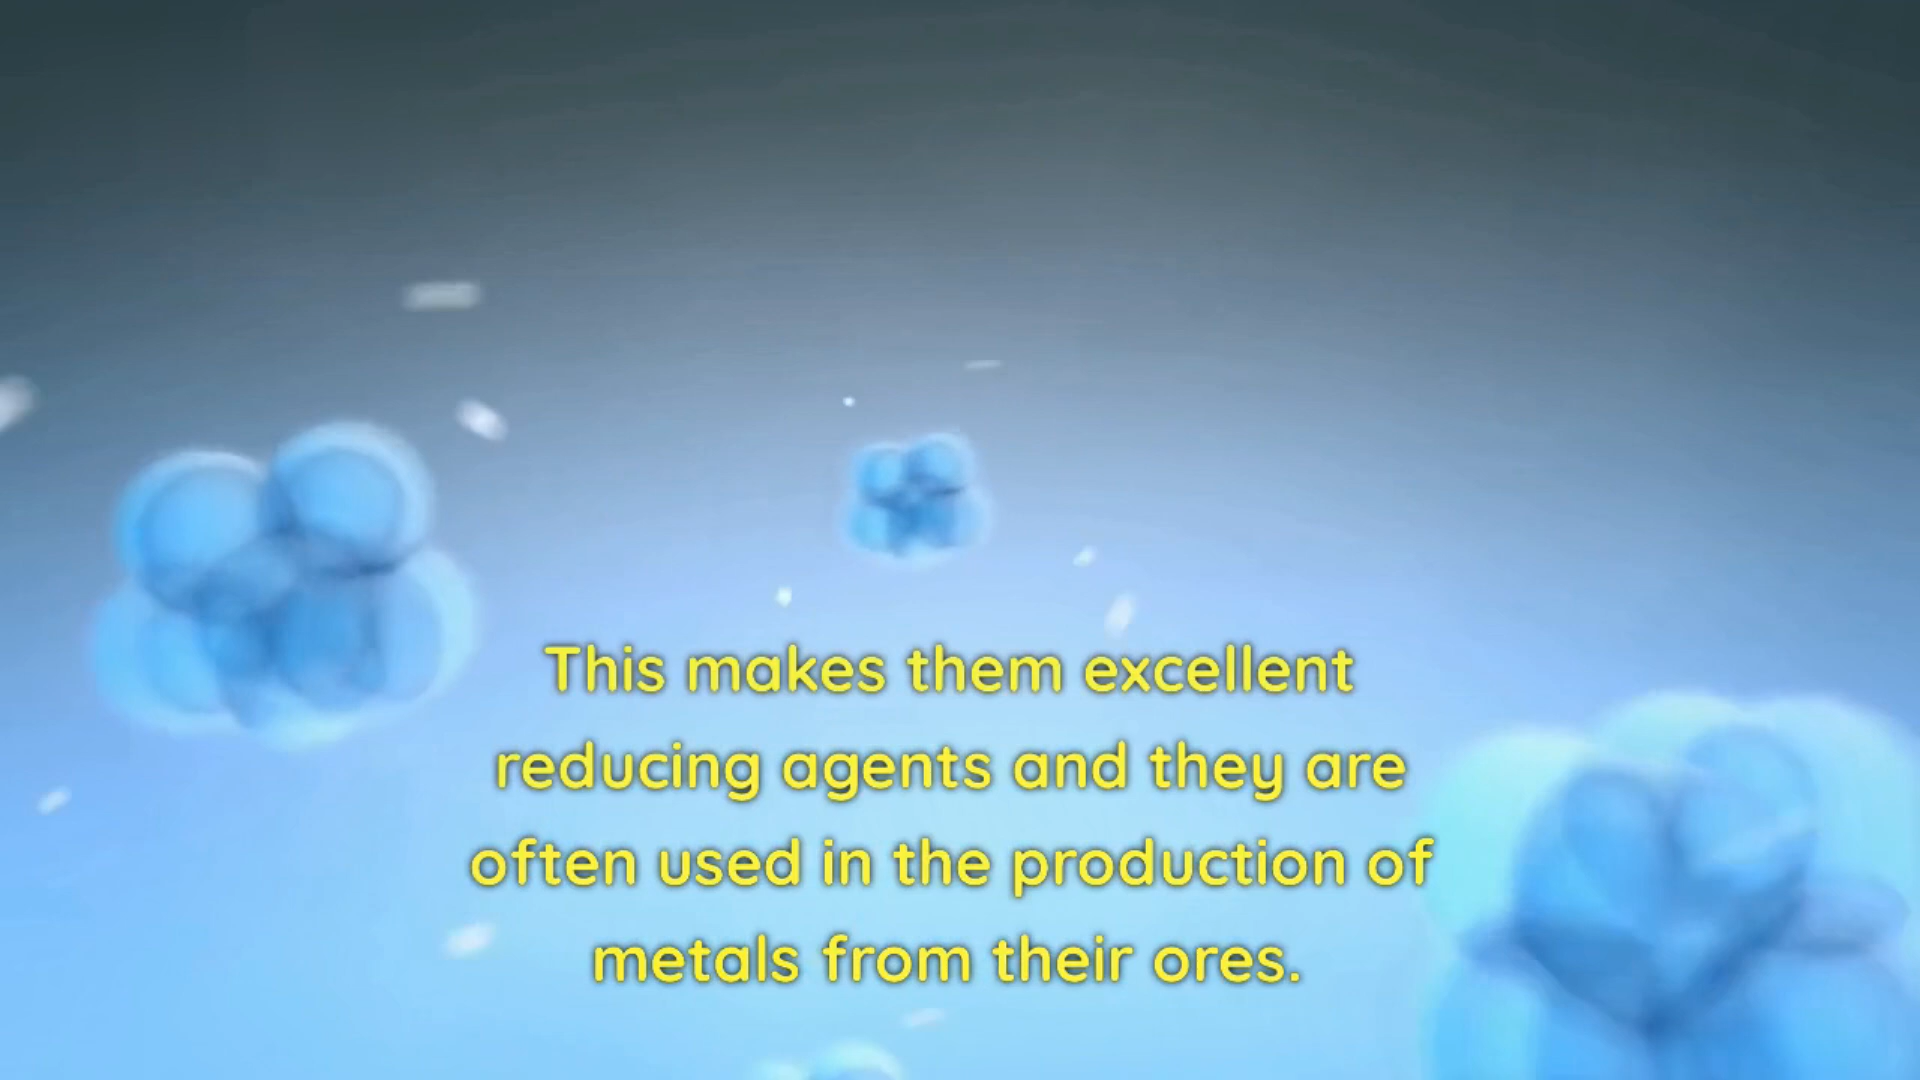 This makes them excellent
reducing agents and they are
often used in the production of
metals from their ores.